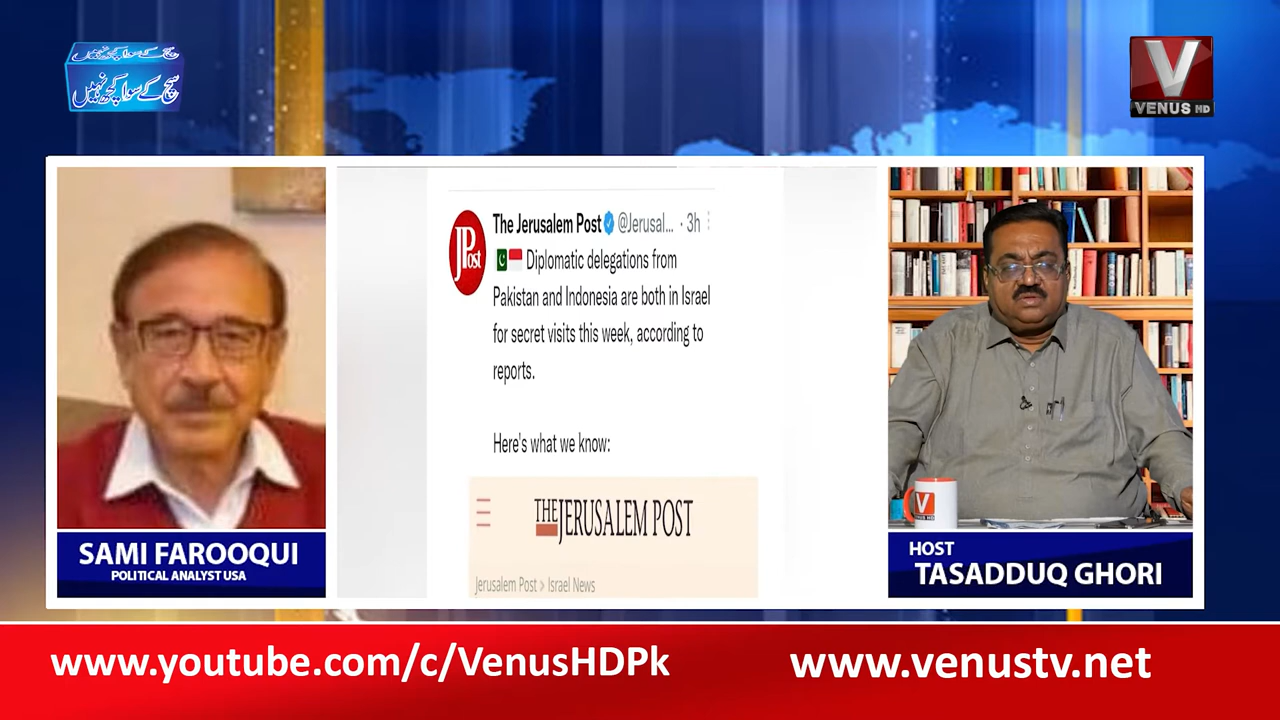 سچ کے سوا کچھ نہیں
سچ کے سوا کچھ نہیں
V
VENUS HD
The Jerusalem Post @Jerusal... · 3h
Diplomatic delegations from
Pakistan and Indonesia are both in Israel
for secret visits this week, according to
reports.
Here's what we know:
JPost
THE JERUSALEM POST
Jerusalem Post > Israel News
V
VENUS HD
SAMI FAROOQUI
POLITICAL ANALYST USA
HOST
TASADDUQ GHORI
www.youtube.com/c/VenusHDPk
www.venustv.net